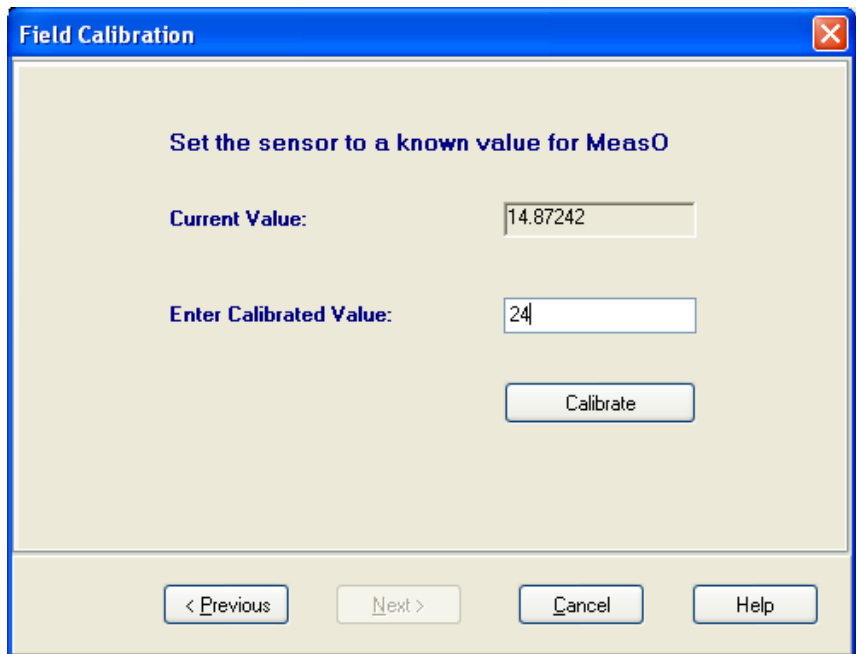 Field Calibration
Set the sensor to a known value for MeasO
Current Value: 14.87242
Enter Calibrated Value: 24
Calibrate
< Previous Next > Cancel Help